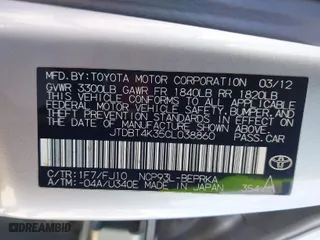 MFD. BY: TOYOTA MOTOR CORPORATION 03/12
GVWR 3300LB GAWR FR 1840LB RR 1820LB
THIS VEHICLE CONFORMS TO ALL APPLICABLE
FEDERAL MOTOR VEHICLE SAFETY, BUMPER, AND
THEFT PREVENTION STANDARDS IN EFFECT ON
THE DATE OF MANUFACTURE SHOWN ABOVE.
JTDBT4K35CL038860 PASS.CAR
C/TR:1F7/FJ10 NCP93L-BEPRKA
A/TM:-04A/U340E MADE IN JAPAN
TOYOTA